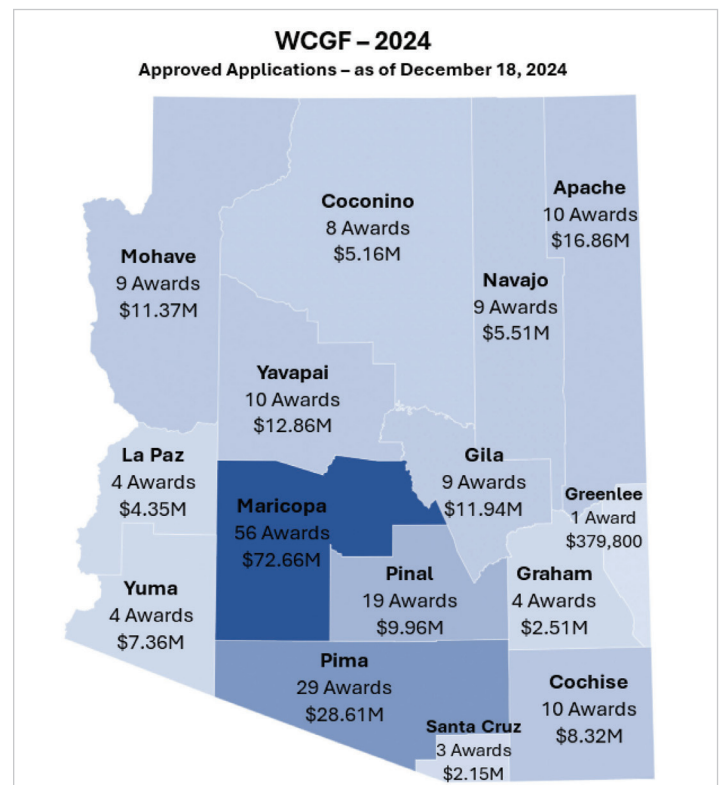 WCGF – 2024
Approved Applications – as of December 18, 2024
Coconino
8 Awards
$5.16M
Apache
10 Awards
$16.86M
Mohave
9 Awards
$11.37M
Navajo
9 Awards
$5.51M
Yavapai
10 Awards
$12.86M
La Paz
4 Awards
$4.35M
Gila
9 Awards
$11.94M
Greenlee
1 Award
$379,800
Maricopa
56 Awards
$72.66M
Yuma
4 Awards
$7.36M
Pinal
19 Awards
$9.96M
Graham
4 Awards
$2.51M
Pima
29 Awards
$28.61M
Cochise
10 Awards
$8.32M
Santa Cruz
3 Awards
$2.15M